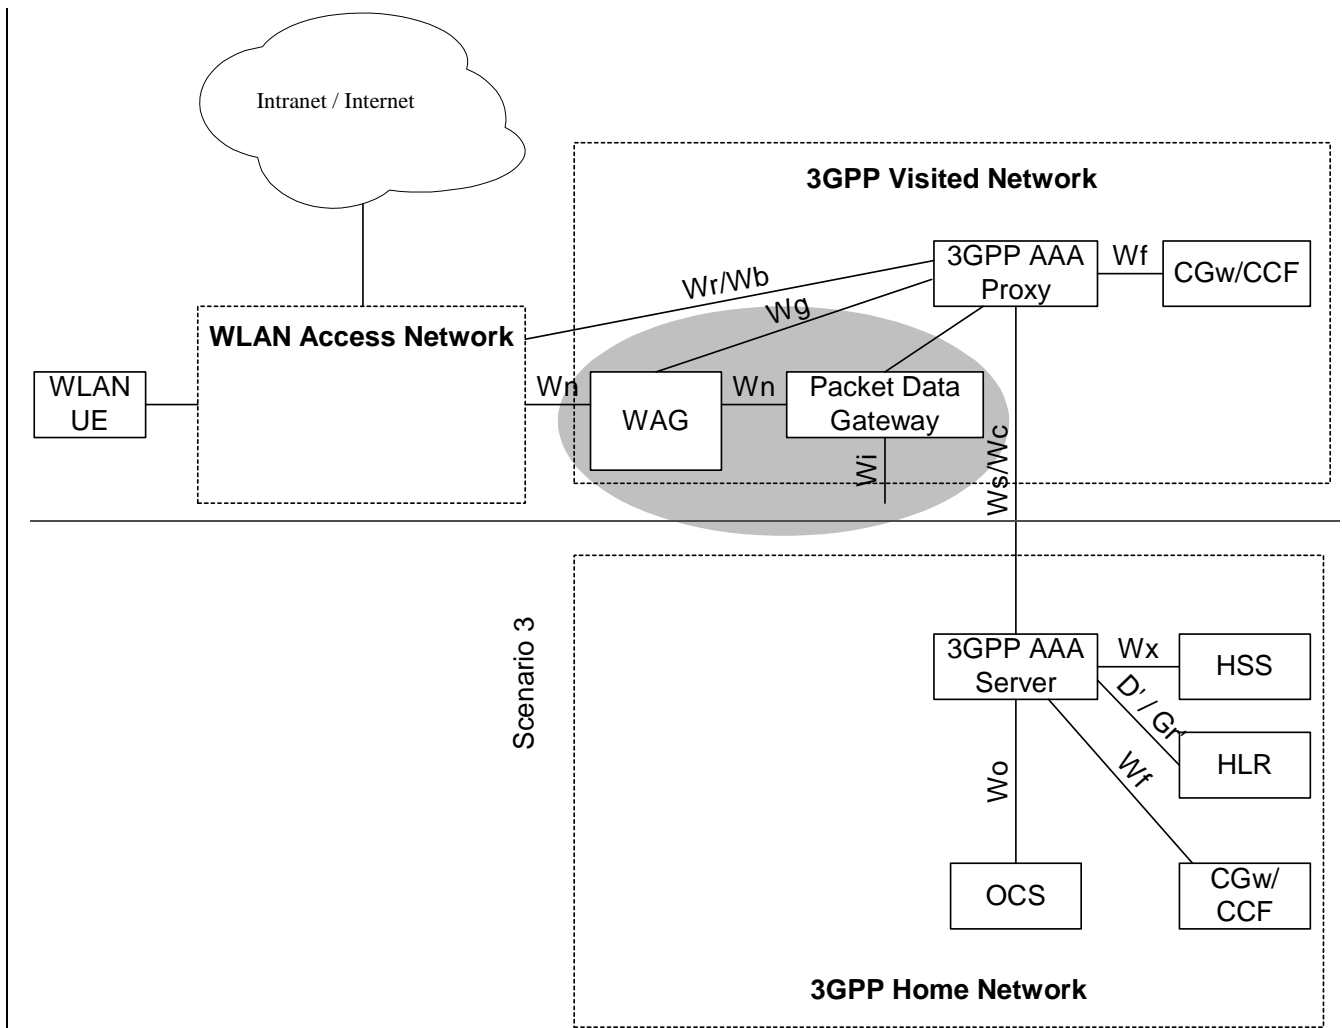 Intranet / Internet
3GPP Visited Network
3GPP AAA
Proxy
Wf
CGw/CCF
Wr/Wb
Wg
WLAN Access Network
WLAN
UE
Wn
WAG
Wn
Packet Data
Gateway
Wi
Ws/Wc
Scenario 3
3GPP AAA
Server
Wx
HSS
D' / Gr'
HLR
Wf
Wo
OCS
CGw/
CCF
3GPP Home Network